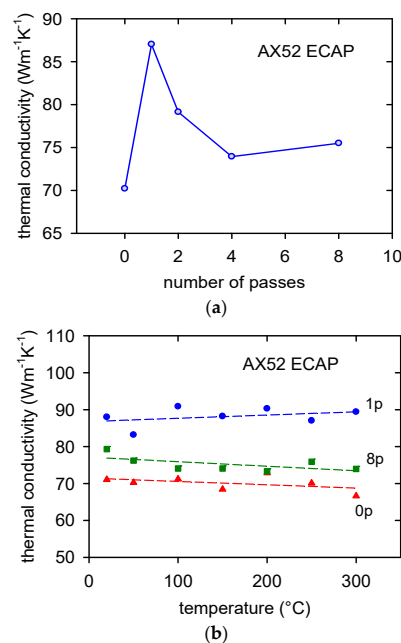 AX52 ECAP
90
85
80
75
70
65
thermal conductivity (Wm⁻¹K⁻¹)
0 2 4 6 8 10
number of passes
(a)
AX52 ECAP
110
100
90
80
70
60
50
thermal conductivity (Wm⁻¹K⁻¹)
1p
8p
0p
0 100 200 300
temperature (°C)
(b)